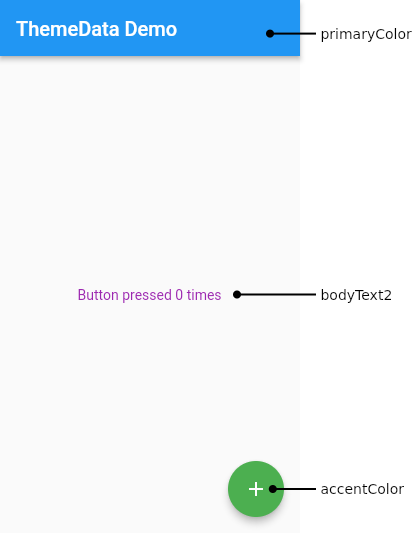 ThemeData Demo
primaryColor
Button pressed 0 times
bodyText2
accentColor